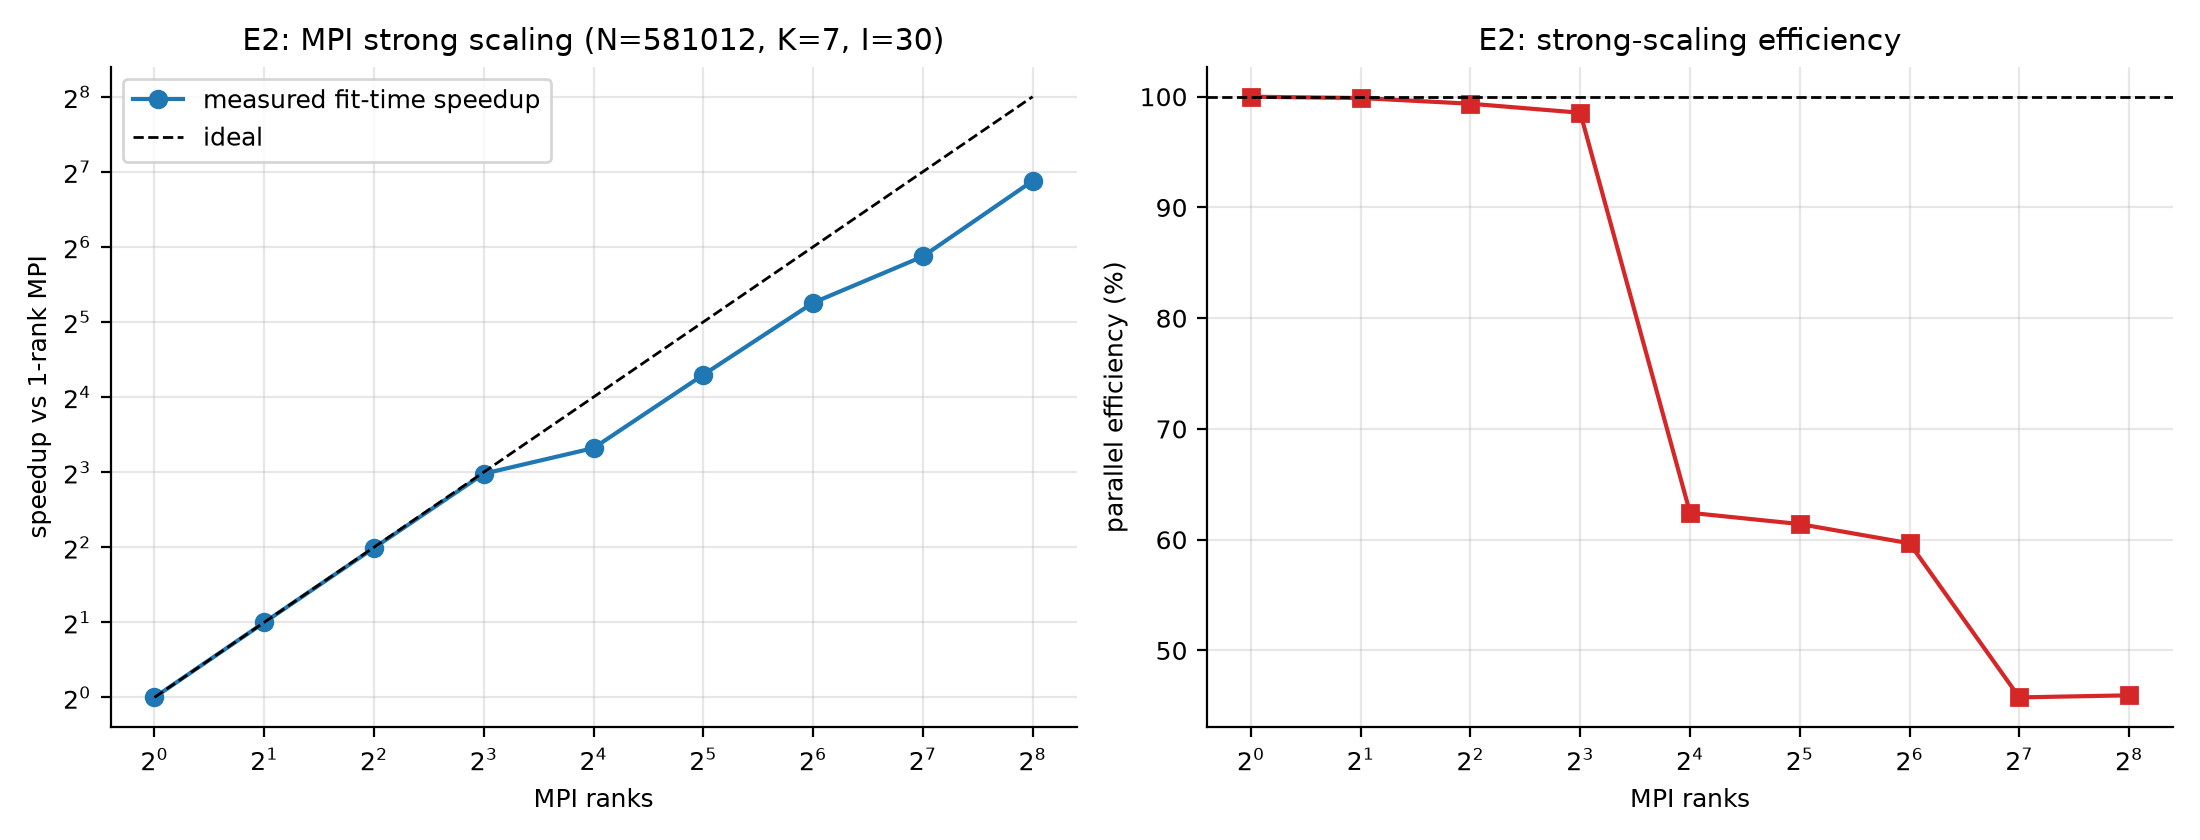 E2: MPI strong scaling (N=581012, K=7, I=30)
measured fit-time speedup
ideal
2⁸
2⁷
2⁶
2⁵
2⁴
2³
2²
2¹
2⁰
speedup vs 1-rank MPI
2⁰ 2¹ 2² 2³ 2⁴ 2⁵ 2⁶ 2⁷ 2⁸
MPI ranks
E2: strong-scaling efficiency
100
90
80
70
60
50
parallel efficiency (%)
2⁰ 2¹ 2² 2³ 2⁴ 2⁵ 2⁶ 2⁷ 2⁸
MPI ranks